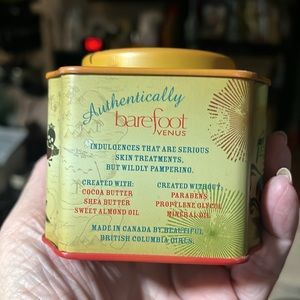 Authentically
barefoot
VENUS
INDULGENCES THAT ARE SERIOUS
SKIN TREATMENTS,
BUT WILDLY PAMPERING.
CREATED WITH:
COCOA BUTTER
SHEA BUTTER
SWEET ALMOND OIL
CREATED WITHOUT:
PARABENS
PROPYLENE GLYCOL
MINERAL OIL
MADE IN CANADA BY BEAUTIFUL
BRITISH COLUMBIA GIRLS.